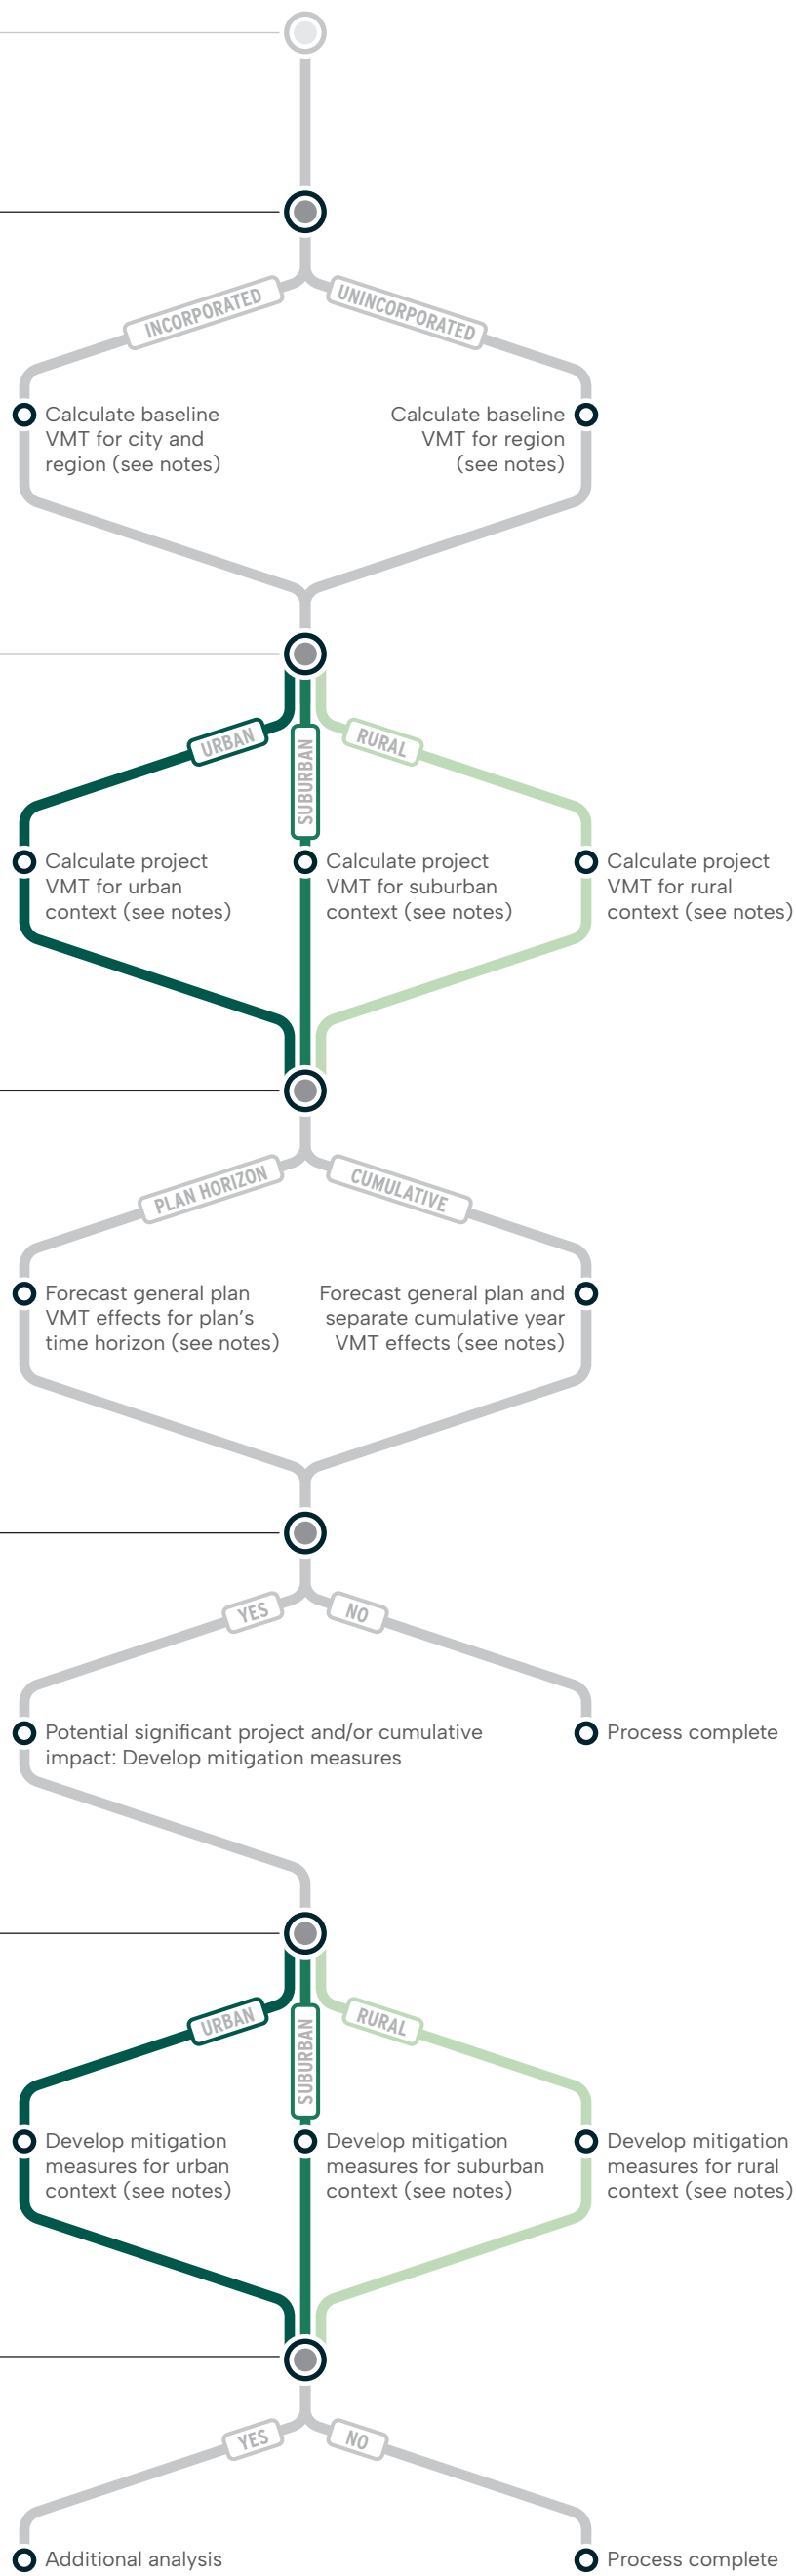 INCORPORATED
UNINCORPORATED
Calculate baseline
VMT for city and
region (see notes)
Calculate baseline
VMT for region
(see notes)
URBAN
SUBURBAN
RURAL
Calculate project
VMT for urban
context (see notes)
Calculate project
VMT for suburban
context (see notes)
Calculate project
VMT for rural
context (see notes)
PLAN HORIZON
CUMULATIVE
Forecast general plan
VMT effects for plan’s
time horizon (see notes)
Forecast general plan and
separate cumulative year
VMT effects (see notes)
YES
NO
Potential significant project and/or cumulative
impact: Develop mitigation measures
Process complete
URBAN
SUBURBAN
RURAL
Develop mitigation
measures for urban
context (see notes)
Develop mitigation
measures for suburban
context (see notes)
Develop mitigation
measures for rural
context (see notes)
YES
NO
Additional analysis
Process complete